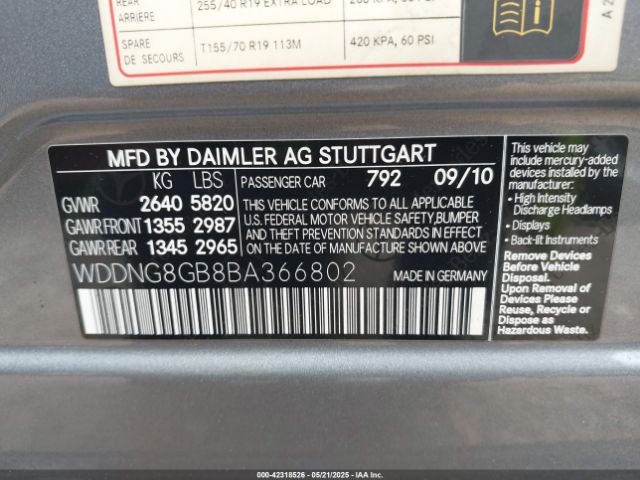 REAR 255/40 R19 EXTRA LOAD
ARRIÈRE
SPARE T155/70 R19 113M 420 KPA, 60 PSI
DE SECOURS
MFD BY DAIMLER AG STUTTGART
KG LBS PASSENGER CAR 792 09/10
GVWR 2640 5820
GAWR FRONT 1355 2987
GAWR REAR 1345 2965
THIS VEHICLE CONFORMS TO ALL APPLICABLE
U.S. FEDERAL MOTOR VEHICLE SAFETY, BUMPER
AND THEFT PREVENTION STANDARDS IN EFFECT
ON THE DATE OF MANUFACTURE SHOWN ABOVE.
WDDNG8GB8BA366802 MADE IN GERMANY
This vehicle may
include mercury-added
devices installed by the
manufacturer:
• High Intensity
Discharge Headlamps,
• Displays
• Back-lit Instruments
Remove Devices
Before Vehicle
Disposal.
Upon Removal of
Devices Please
Reuse, Recycle or
Dispose as
Hazardous Waste.
000-42318526 - 05/21/2025 - IAAI.COM